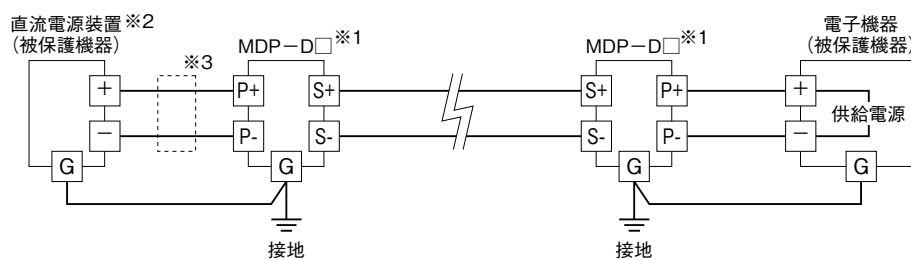 直流電源装置※2
(被保護機器)
※3
MDP−D□※1
MDP−D□※1
電子機器
(被保護機器)
+
P+
S+
S+
P+
+
供給電源
−
P-
S-
S-
P-
−
G
G
G
G
接地
接地